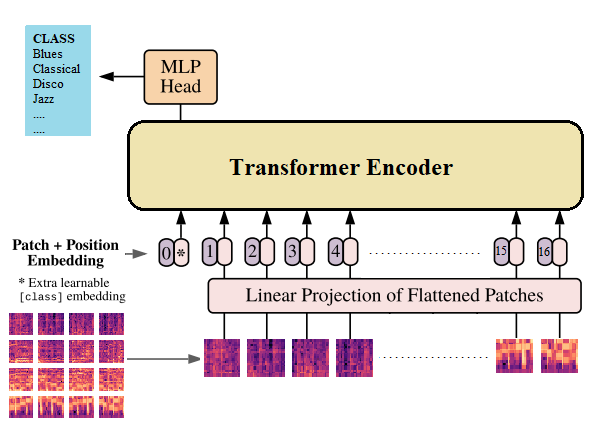 CLASS
Blues
Classical
Disco
Jazz
....
....
MLP
Head
Transformer Encoder
Patch + Position
Embedding
0 * 1 2 3 4 15 16
* Extra learnable
[class] embedding
Linear Projection of Flattened Patches